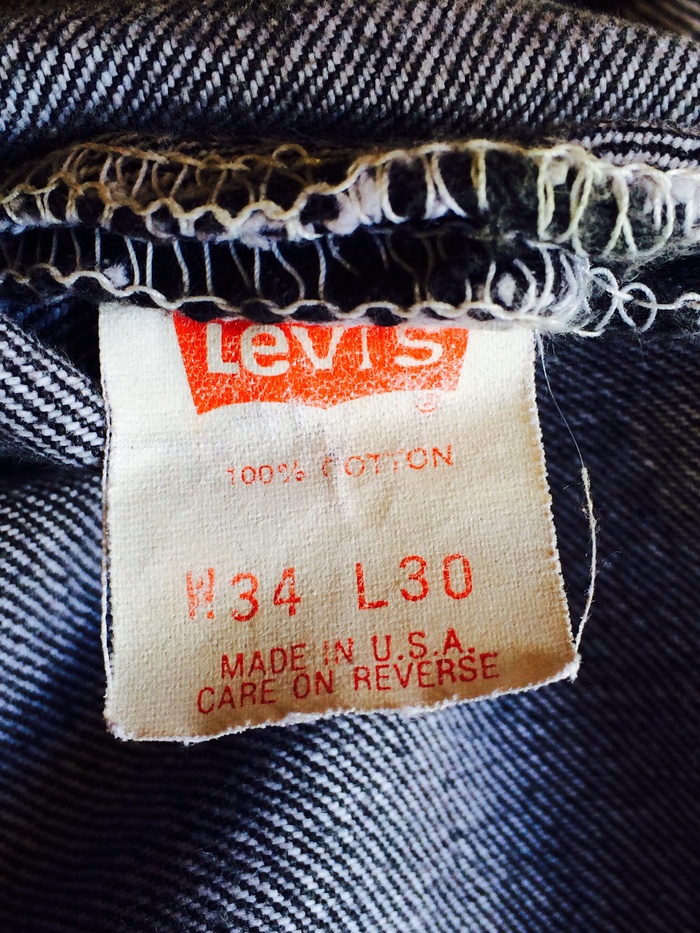 Levi's ®
100% COTTON
W34 L30
MADE IN U.S.A.
CARE ON REVERSE